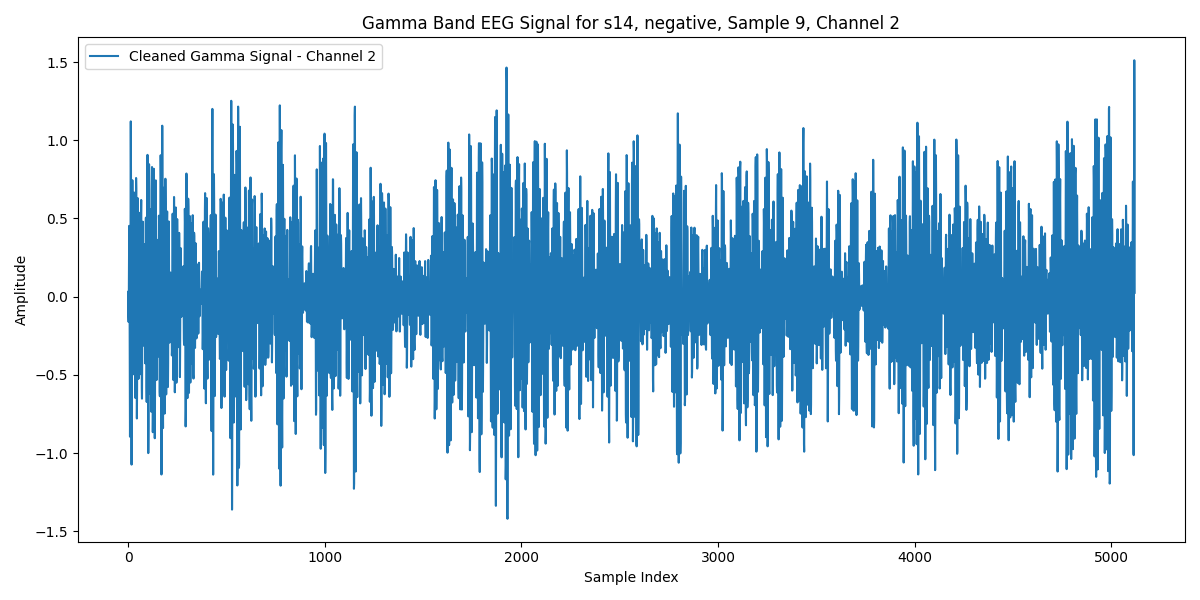 Gamma Band EEG Signal for s14, negative, Sample 9, Channel 2
Cleaned Gamma Signal - Channel 2
1.5
1.0
0.5
0.0
−0.5
−1.0
−1.5
Amplitude
0 1000 2000 3000 4000 5000
Sample Index